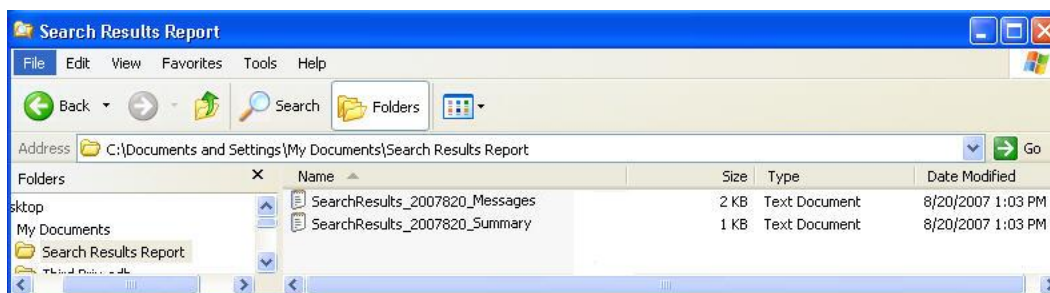 Search Results Report
File Edit View Favorites Tools Help
Back Search Folders
Address C:\Documents and Settings\My Documents\Search Results Report Go
Folders Name Size Type Date Modified
sktop SearchResults_2007820_Messages 2 KB Text Document 8/20/2007 1:03 PM
My Documents SearchResults_2007820_Summary 1 KB Text Document 8/20/2007 1:03 PM
Search Results Report